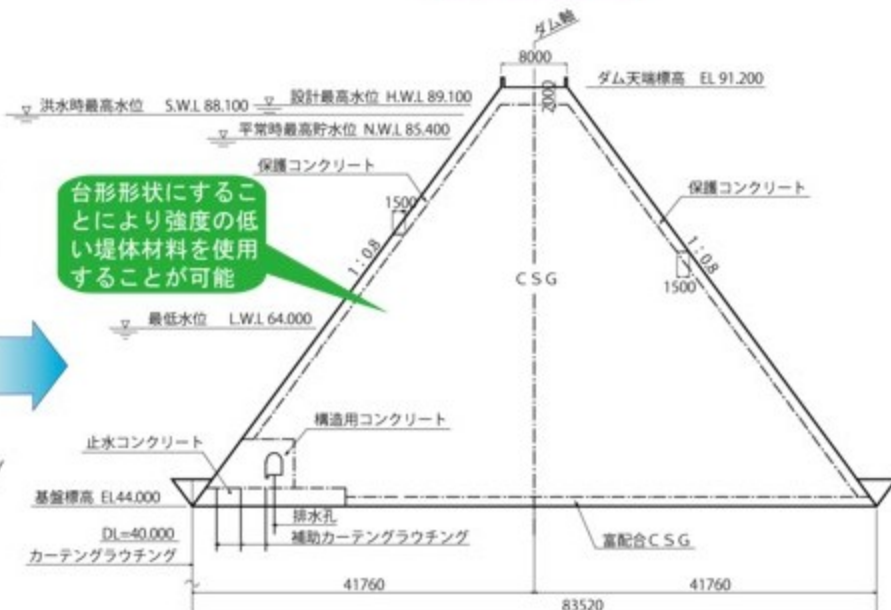 ダム軸
8000
ダム天端標高 EL 91.200
2000
洪水時最高水位 S.W.L 88.100
設計最高水位 H.W.L 89.100
平常時最高貯水位 N.W.L 85.400
保護コンクリート
保護コンクリート
台形形状にするこ
とにより強度の低
い堤体材料を使用
することが可能
1500
1:0.8
1:0.8
1500
CSG
最低水位 L.W.L 64.000
構造用コンクリート
止水コンクリート
基盤標高 EL44.000
排水孔
DL=40.000
補助カーテングラウチング
富配合CSG
カーテングラウチング
41760
41760
83520